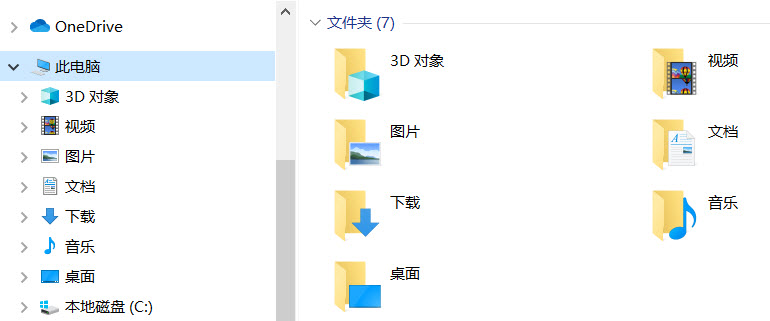 OneDrive
此电脑
3D 对象
视频
图片
文档
下载
音乐
桌面
本地磁盘 (C:)
文件夹 (7)
3D 对象
视频
图片
文档
下载
音乐
桌面